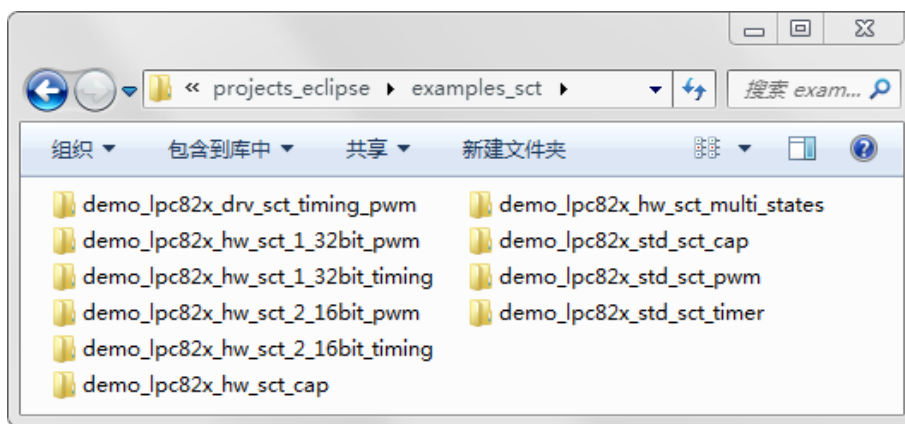 « projects_eclipse examples_sct 搜索 exam...
组织 包含到库中 共享 新建文件夹
demo_lpc82x_drv_sct_timing_pwm
demo_lpc82x_hw_sct_1_32bit_pwm
demo_lpc82x_hw_sct_1_32bit_timing
demo_lpc82x_hw_sct_2_16bit_pwm
demo_lpc82x_hw_sct_2_16bit_timing
demo_lpc82x_hw_sct_cap
demo_lpc82x_hw_sct_multi_states
demo_lpc82x_std_sct_cap
demo_lpc82x_std_sct_pwm
demo_lpc82x_std_sct_timer